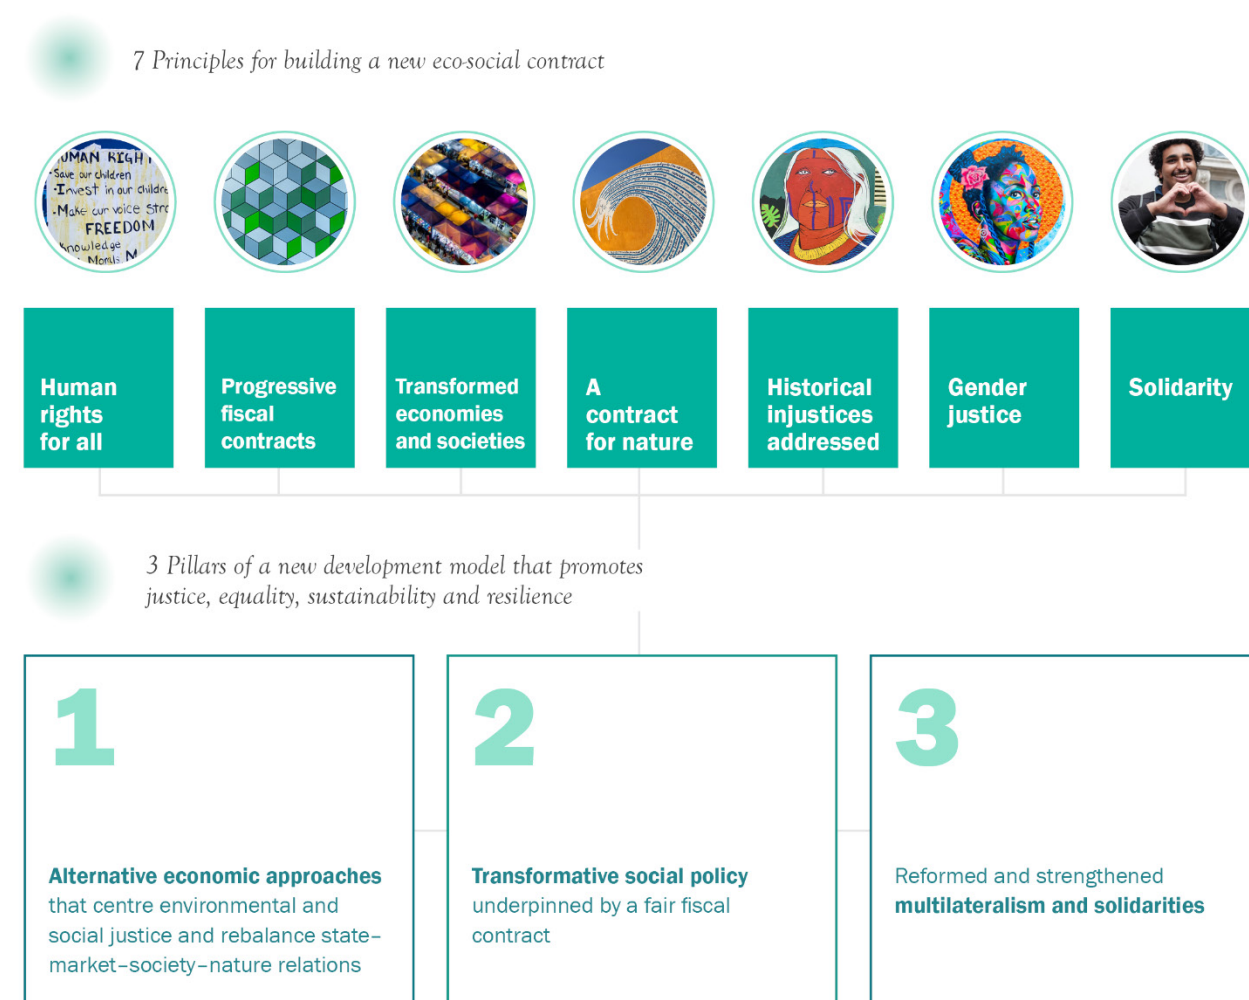 7 Principles for building a new eco-social contract
UMAN RIGH
Save our children
·Invest in our childre
·Make our voice stro
FREEDOM
Knowledge
Morals M
Human
rights
for all
Progressive
fiscal
contracts
Transformed
economies
and societies
A
contract
for nature
Historical
injustices
addressed
Gender
justice
Solidarity
3 Pillars of a new development model that promotes
justice, equality, sustainability and resilience
1
Alternative economic approaches
that centre environmental and
social justice and rebalance state–
market–society–nature relations
2
Transformative social policy
underpinned by a fair fiscal
contract
3
Reformed and strengthened
multilateralism and solidarities